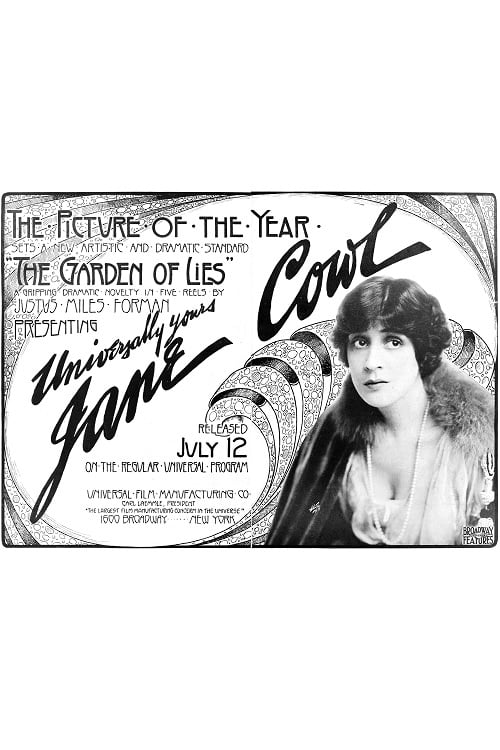 THE·PICTURE·OF·THE·YEAR·
SETS·A·NEW·ARTISTIC·AND·DRAMATIC·STANDARD
"THE GARDEN OF LIES"
A·GRIPPING·DRAMATIC·NOVELTY·IN·FIVE·REELS·BY
JUSTUS·MILES·FORMAN
PRESENTING
Universally yours
Jane Cowl
RELEASED
JULY 12
ON·THE·REGULAR·UNIVERSAL·PROGRAM
UNIVERSAL·FILM·MANUFACTURING·CO·
CARL LAEMMLE, PRESIDENT
"THE LARGEST FILM MANUFACTURING CONCERN IN THE UNIVERSE"
1600 BROADWAY ······ NEW YORK
BROADWAY
FEATURES